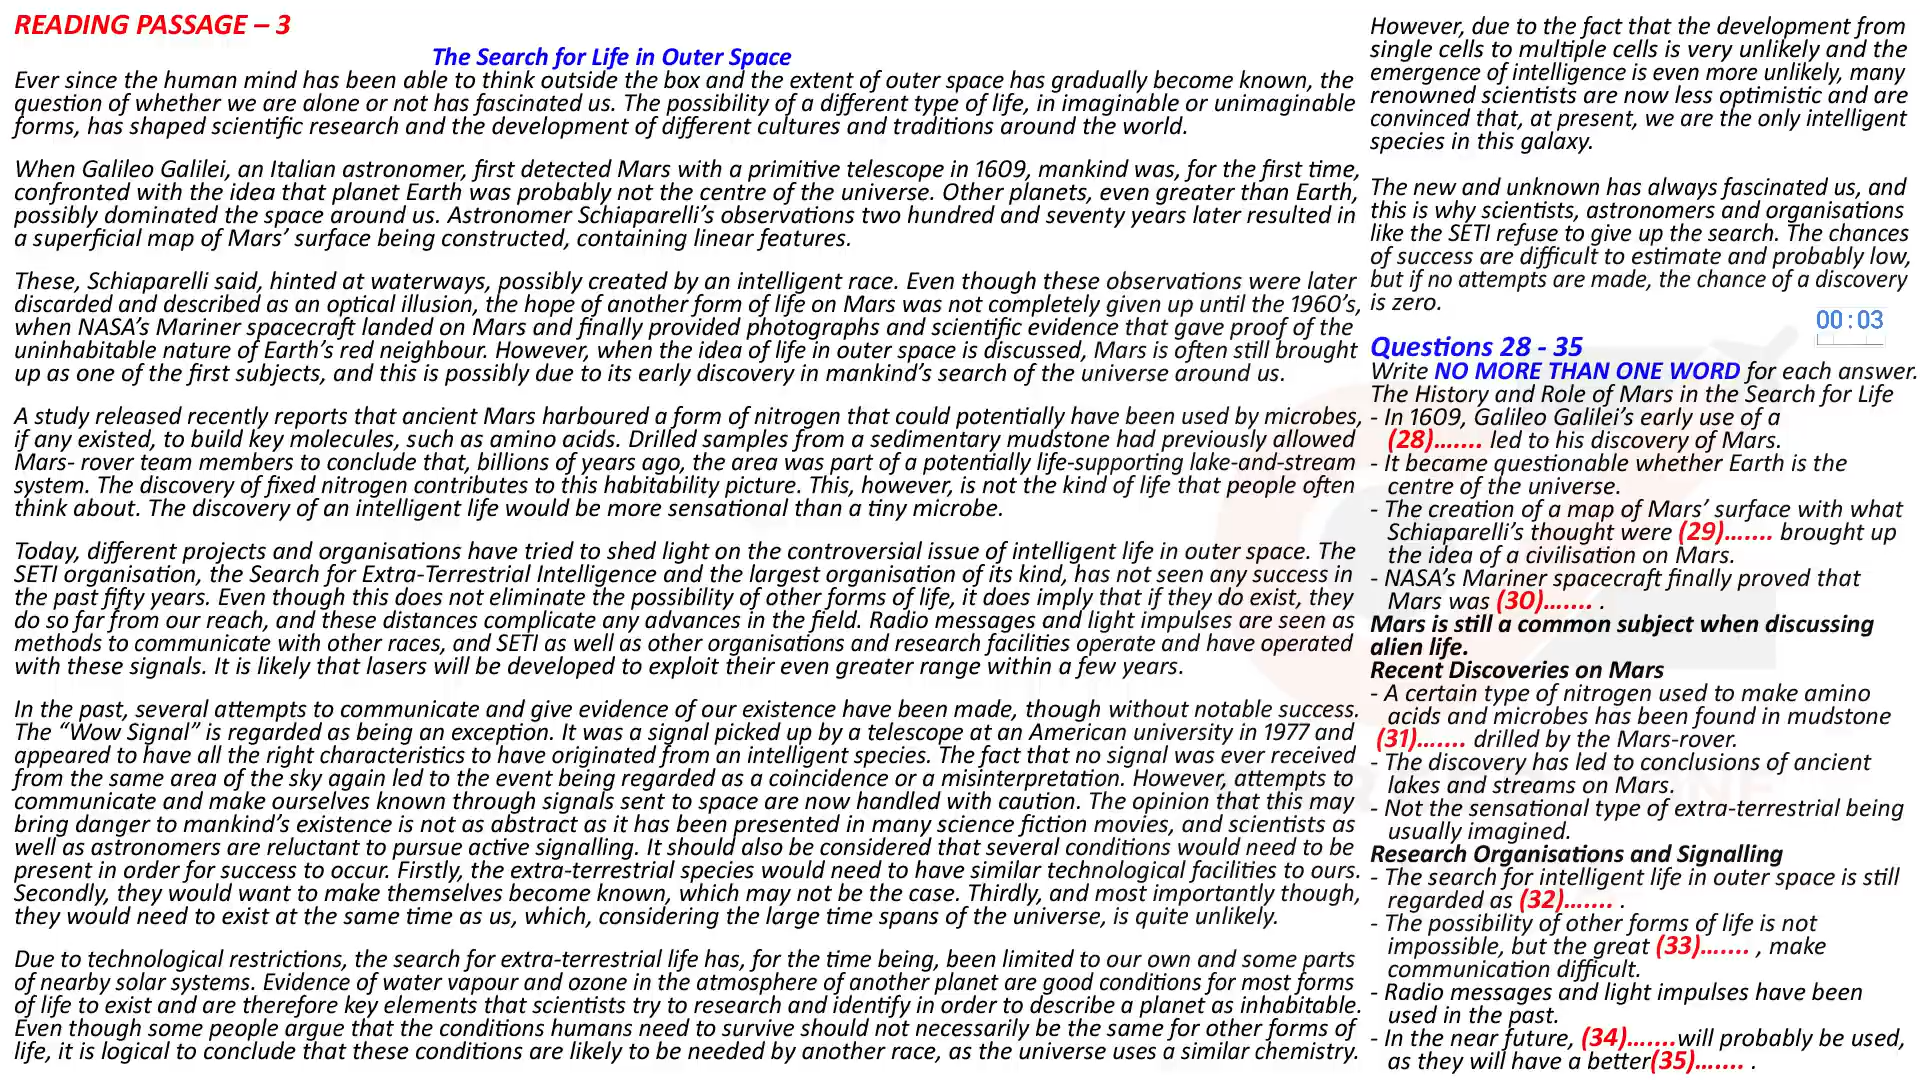 READING PASSAGE – 3
The Search for Life in Outer Space
Ever since the human mind has been able to think outside the box and the extent of outer space has gradually become known, the
question of whether we are alone or not has fascinated us. The possibility of a different type of life, in imaginable or unimaginable
forms, has shaped scientific research and the development of different cultures and traditions around the world.
When Galileo Galilei, an Italian astronomer, first detected Mars with a primitive telescope in 1609, mankind was, for the first time,
confronted with the idea that planet Earth was probably not the centre of the universe. Other planets, even greater than Earth,
possibly dominated the space around us. Astronomer Schiaparelli's observations two hundred and seventy years later resulted in
a superficial map of Mars' surface being constructed, containing linear features.
These, Schiaparelli said, hinted at waterways, possibly created by an intelligent race. Even though these observations were later
discarded and described as an optical illusion, the hope of another form of life on Mars was not completely given up until the 1960's,
when NASA's Mariner spacecraft landed on Mars and finally provided photographs and scientific evidence that gave proof of the
uninhabitable nature of Earth's red neighbour. However, when the idea of life in outer space is discussed, Mars is often still brought
up as one of the first subjects, and this is possibly due to its early discovery in mankind's search of the universe around us.
A study released recently reports that ancient Mars harboured a form of nitrogen that could potentially have been used by microbes,
if any existed, to build key molecules, such as amino acids. Drilled samples from a sedimentary mudstone had previously allowed
Mars- rover team members to conclude that, billions of years ago, the area was part of a potentially life-supporting lake-and-stream
system. The discovery of fixed nitrogen contributes to this habitability picture. This, however, is not the kind of life that people often
think about. The discovery of an intelligent life would be more sensational than a tiny microbe.
Today, different projects and organisations have tried to shed light on the controversial issue of intelligent life in outer space. The
SETI organisation, the Search for Extra-Terrestrial Intelligence and the largest organisation of its kind, has not seen any success in
the past fifty years. Even though this does not eliminate the possibility of other forms of life, it does imply that if they do exist, they
do so far from our reach, and these distances complicate any advances in the field. Radio messages and light impulses are seen as
methods to communicate with other races, and SETI as well as other organisations and research facilities operate and have operated
with these signals. It is likely that lasers will be developed to exploit their even greater range within a few years.
In the past, several attempts to communicate and give evidence of our existence have been made, though without notable success.
The “Wow Signal” is regarded as being an exception. It was a signal picked up by a telescope at an American university in 1977 and
appeared to have all the right characteristics to have originated from an intelligent species. The fact that no signal was ever received
from the same area of the sky again led to the event being regarded as a coincidence or a misinterpretation. However, attempts to
communicate and make ourselves known through signals sent to space are now handled with caution. The opinion that this may
bring danger to mankind's existence is not as abstract as it has been presented in many science fiction movies, and scientists as
well as astronomers are reluctant to pursue active signalling. It should also be considered that several conditions would need to be
present in order for success to occur. Firstly, the extra-terrestrial species would need to have similar technological facilities to ours.
Secondly, they would want to make themselves become known, which may not be the case. Thirdly, and most importantly though,
they would need to exist at the same time as us, which, considering the large time spans of the universe, is quite unlikely.
Due to technological restrictions, the search for extra-terrestrial life has, for the time being, been limited to our own and some parts
of nearby solar systems. Evidence of water vapour and ozone in the atmosphere of another planet are good conditions for most forms
of life to exist and are therefore key elements that scientists try to research and identify in order to describe a planet as inhabitable.
Even though some people argue that the conditions humans need to survive should not necessarily be the same for other forms of
life, it is logical to conclude that these conditions are likely to be needed by another race, as the universe uses a similar chemistry.
However, due to the fact that the development from
single cells to multiple cells is very unlikely and the
emergence of intelligence is even more unlikely, many
renowned scientists are now less optimistic and are
convinced that, at present, we are the only intelligent
species in this galaxy.
The new and unknown has always fascinated us, and
this is why scientists, astronomers and organisations
like the SETI refuse to give up the search. The chances
of success are difficult to estimate and probably low,
but if no attempts are made, the chance of a discovery
is zero.
00:03
Questions 28 - 35
Write NO MORE THAN ONE WORD for each answer.
The History and Role of Mars in the Search for Life
- In 1609, Galileo Galilei's early use of a
(28)…..... led to his discovery of Mars.
- It became questionable whether Earth is the
centre of the universe.
- The creation of a map of Mars' surface with what
Schiaparelli's thought were (29)…..... brought up
the idea of a civilisation on Mars.
- NASA's Mariner spacecraft finally proved that
Mars was (30)…..... .
Mars is still a common subject when discussing
alien life.
Recent Discoveries on Mars
- A certain type of nitrogen used to make amino
acids and microbes has been found in mudstone
(31)…..... drilled by the Mars-rover.
- The discovery has led to conclusions of ancient
lakes and streams on Mars.
- Not the sensational type of extra-terrestrial being
usually imagined.
Research Organisations and Signalling
- The search for intelligent life in outer space is still
regarded as (32)…..... .
- The possibility of other forms of life is not
impossible, but the great (33)…..... , make
communication difficult.
- Radio messages and light impulses have been
used in the past.
- In the near future, (34)….....will probably be used,
as they will have a better(35)…..... .